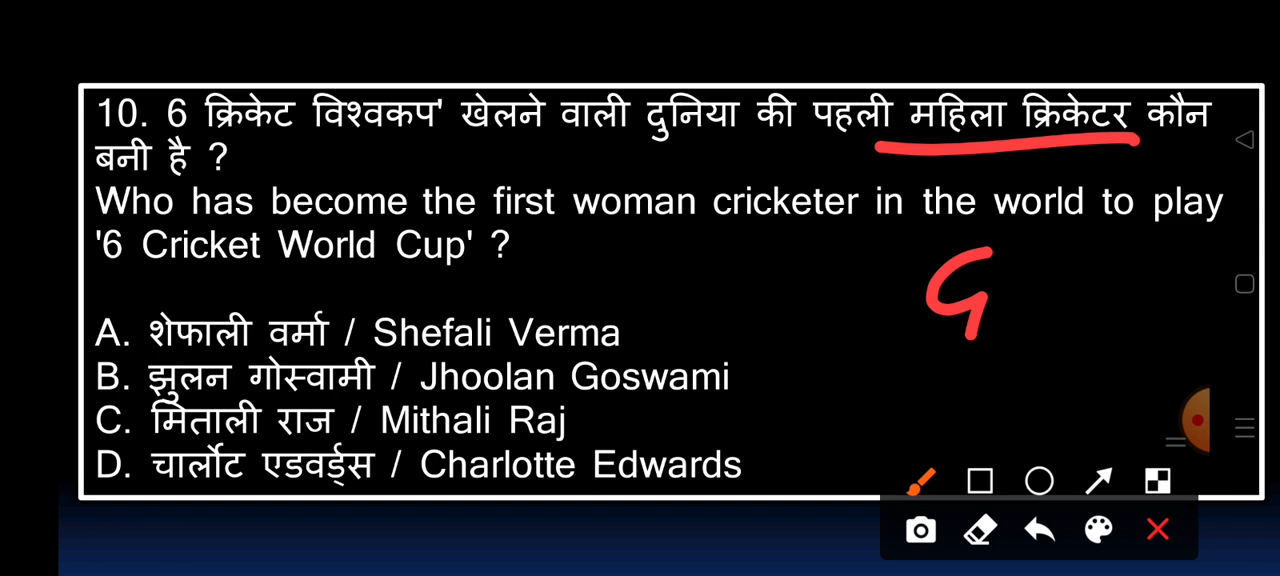 10. 6 क्रिकेट विश्वकप' खेलने वाली दुनिया की पहली महिला क्रिकेटर कौन
बनी है ?
Who has become the first woman cricketer in the world to play
'6 Cricket World Cup' ?
A. शेफाली वर्मा / Shefali Verma
B. झुलन गोस्वामी / Jhoolan Goswami
C. मिताली राज / Mithali Raj
D. चार्लोट एडवर्ड्स / Charlotte Edwards